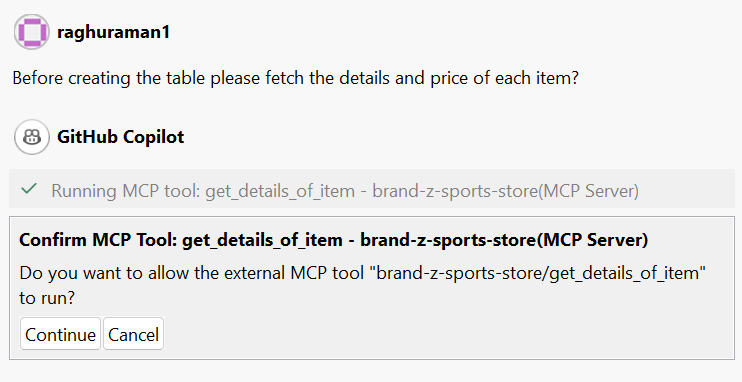 raghuraman1
Before creating the table please fetch the details and price of each item?
GitHub Copilot
Running MCP tool: get_details_of_item - brand-z-sports-store(MCP Server)
Confirm MCP Tool: get_details_of_item - brand-z-sports-store(MCP Server)
Do you want to allow the external MCP tool "brand-z-sports-store/get_details_of_item"
to run?
Continue Cancel